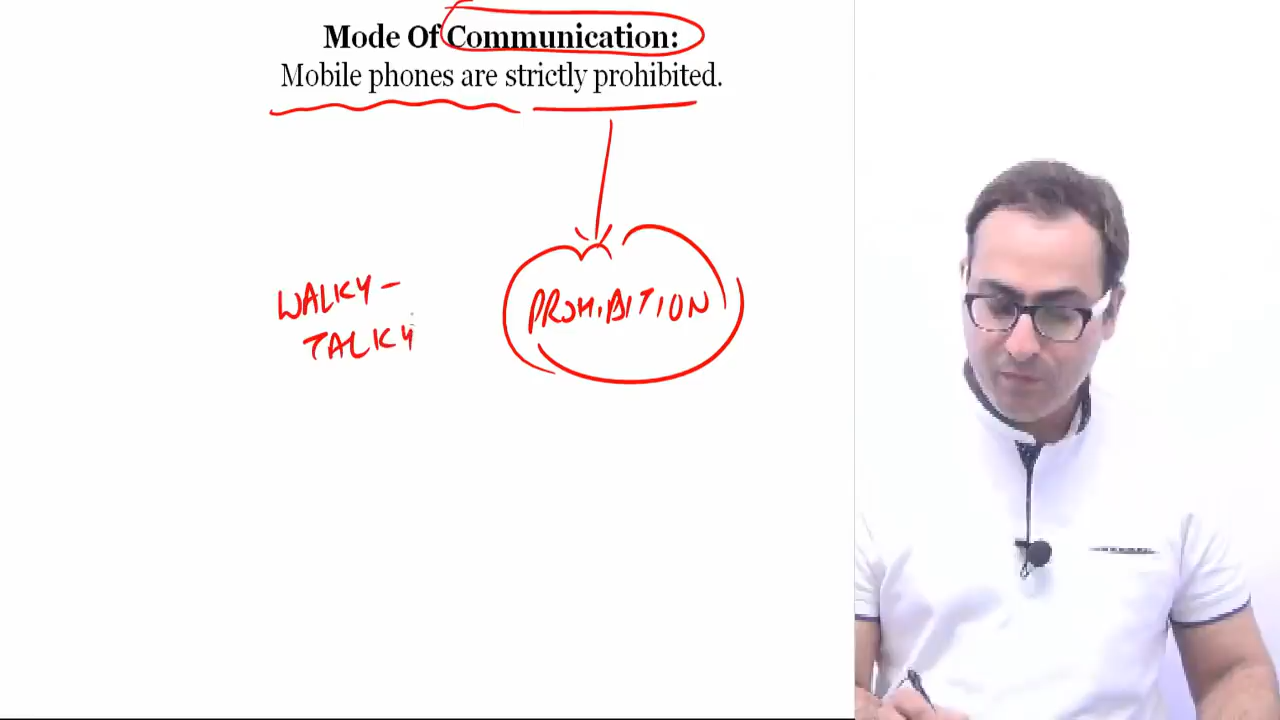 Mode Of Communication:
Mobile phones are strictly prohibited.
WALKY-
TALKY
PROHIBITION